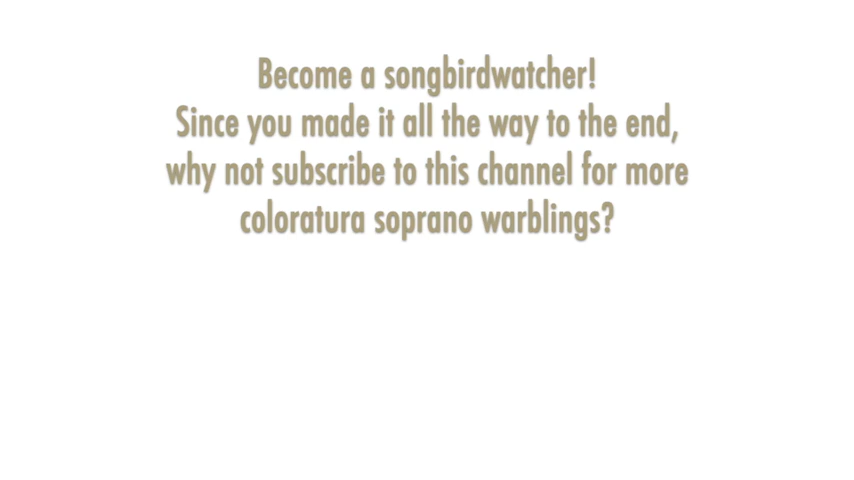 Become a songbirdwatcher!
Since you made it all the way to the end,
why not subscribe to this channel for more
coloratura soprano warblings?